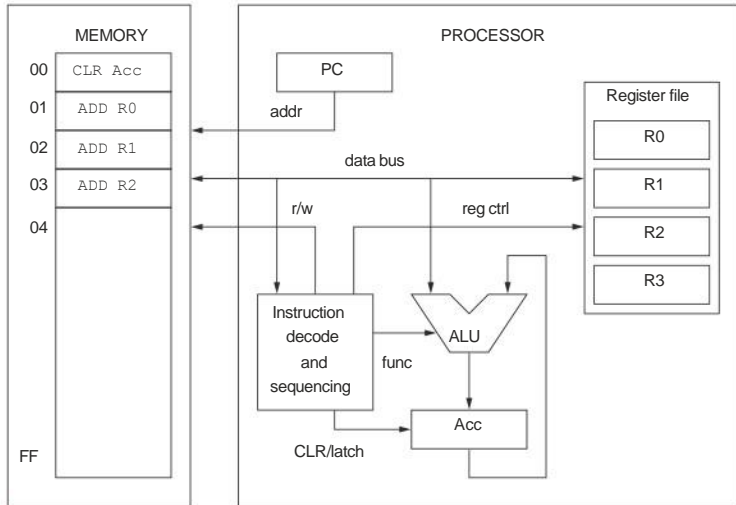 MEMORY
00
CLR Acc
01
ADD R0
02
ADD R1
03
ADD R2
04
FF
PROCESSOR
PC
addr
data bus
r/w
reg ctrl
Register file
R0
R1
R2
R3
Instruction
decode
and
sequencing
func
ALU
CLR/latch
Acc